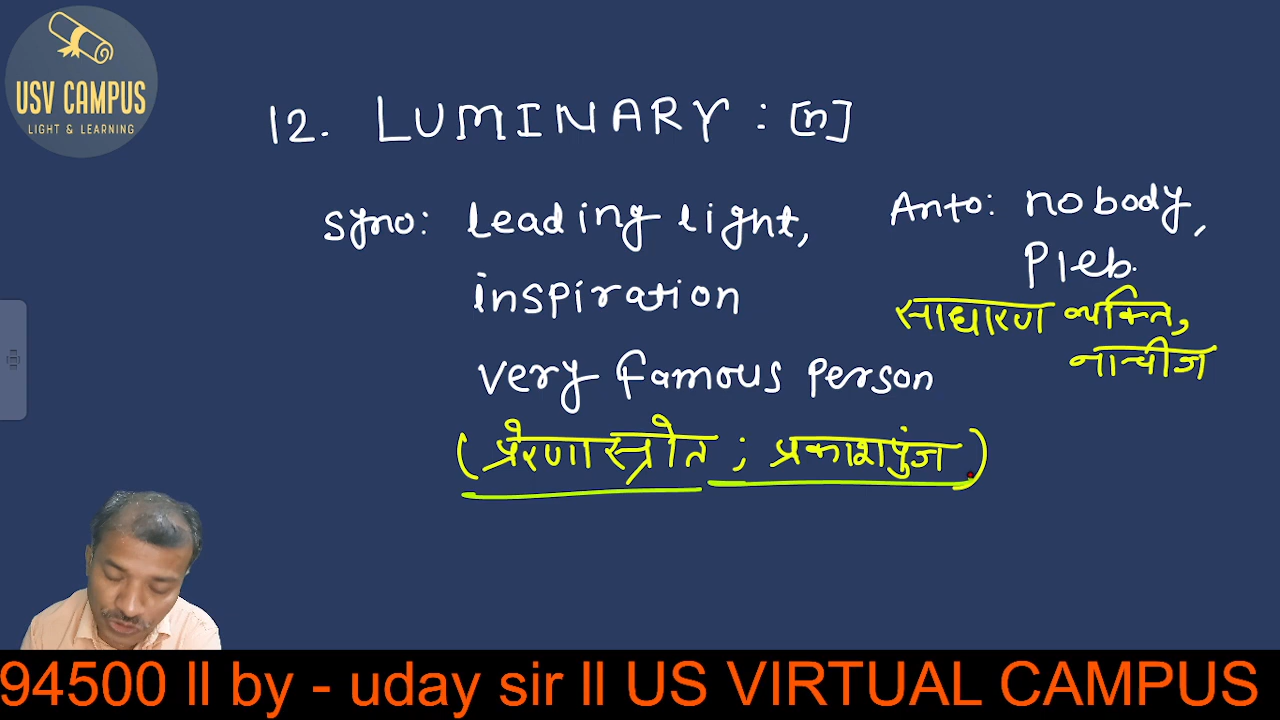 USV CAMPUS
LIGHT & LEARNING
12. LUMINARY : [n]
Syno: leading light,
inspiration
very famous person
(प्रेरणास्रोत ; प्रकाशपुंज)
Anto: nobody,
Pleb.
साधारण व्यक्ति,
नाचीज
94500 ll by - uday sir ll US VIRTUAL CAMPUS